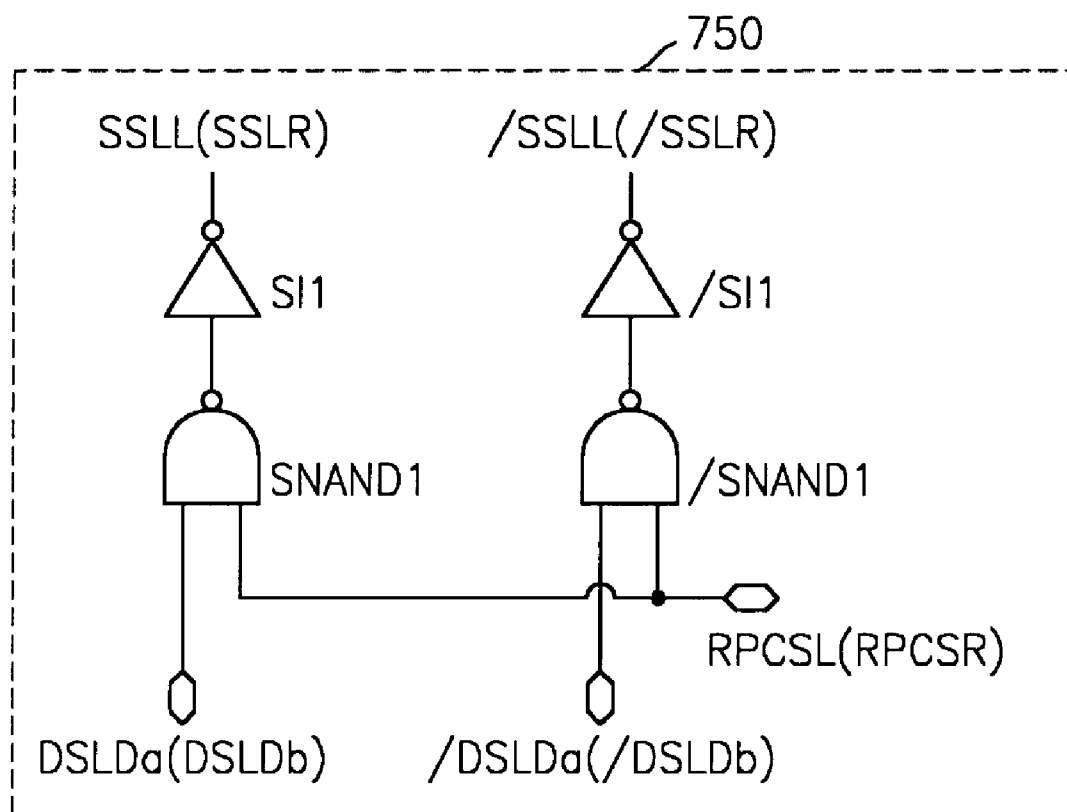 750
SSLL(SSLR) /SSLL(/SSLR)
SI1 /SI1
SNAND1 /SNAND1
RPCSL(RPCSR)
DSLDa(DSLDb) /DSLDa(/DSLDb)